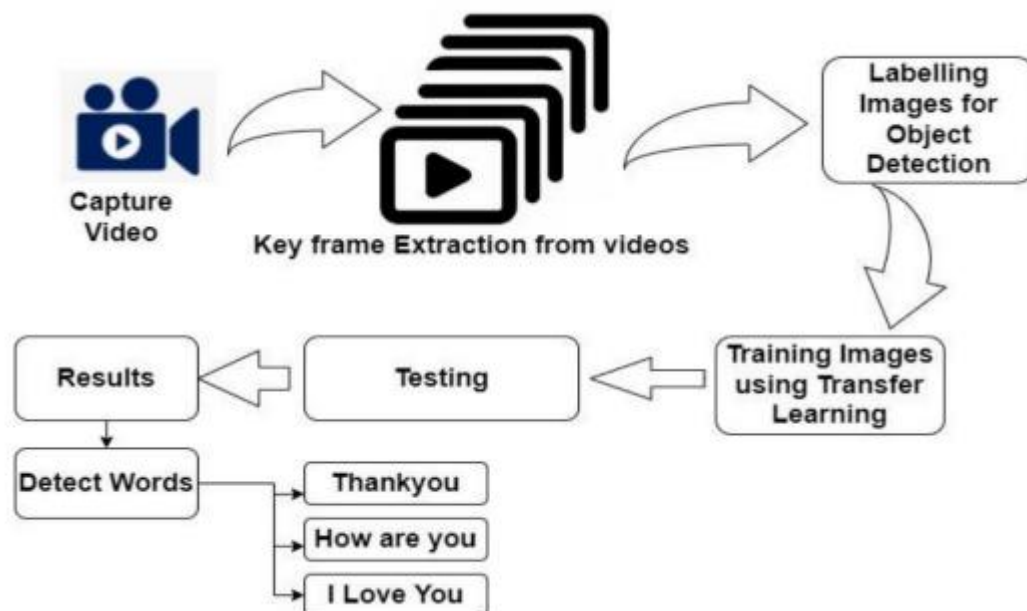 Capture
Video
Key frame Extraction from videos
Labelling
Images for
Object
Detection
Training Images
using Transfer
Learning
Testing
Results
Detect Words
Thankyou
How are you
I Love You